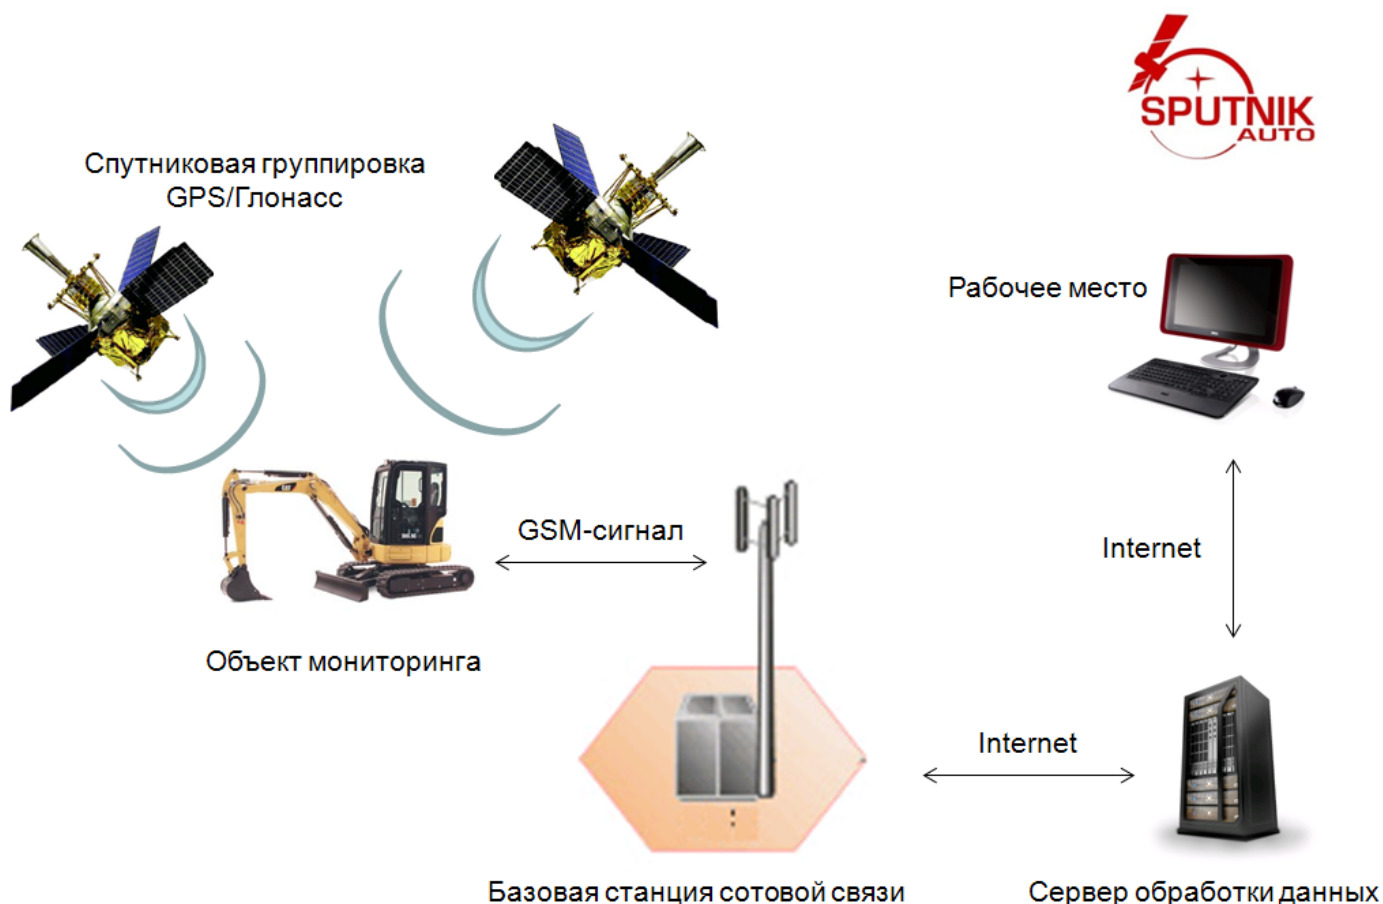 SPUTNIK
AUTO
Спутниковая группировка
GPS/Глонасс
Рабочее место
GSM-сигнал
Internet
Объект мониторинга
Internet
Базовая станция сотовой связи
Сервер обработки данных